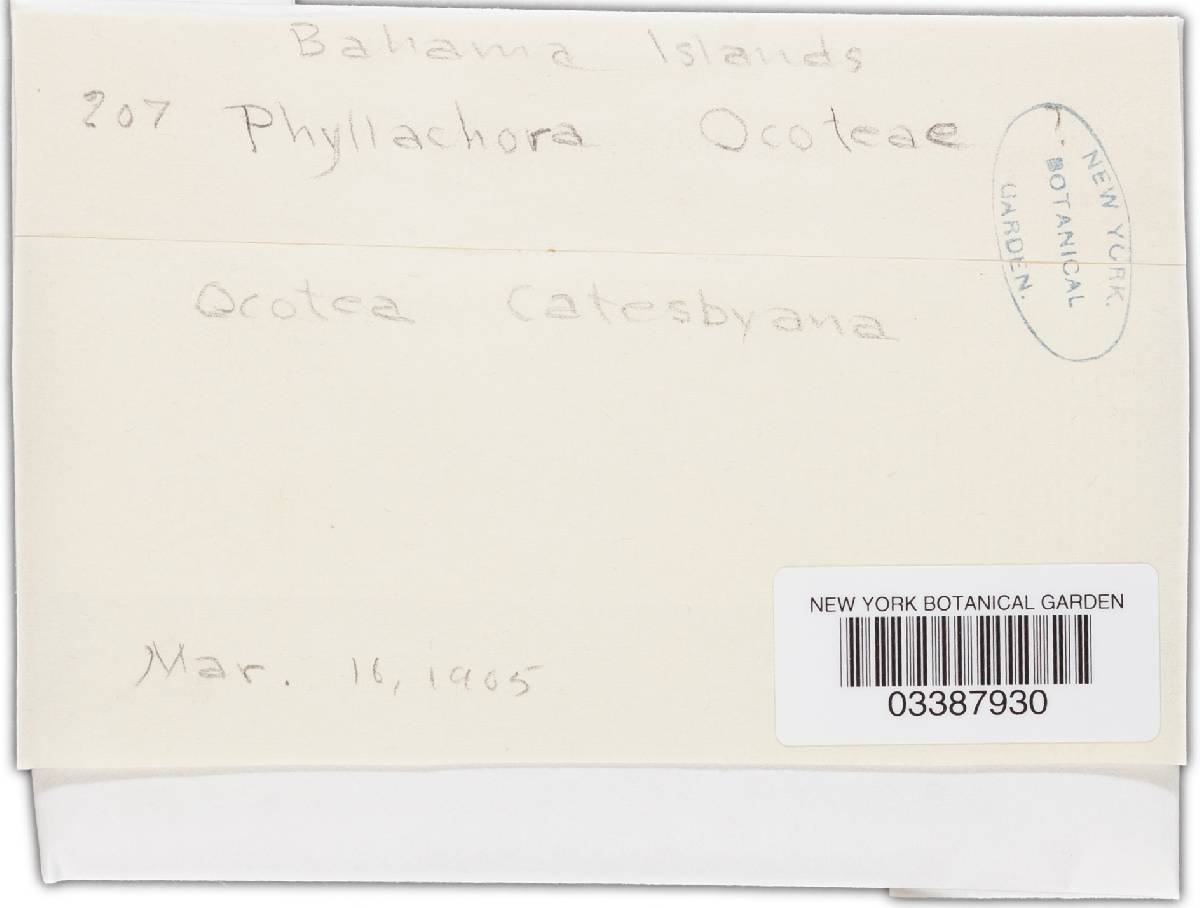 Bahama Islands
207 Phyllachora Ocoteae ?
Ocotea Catesbyana
Mar. 16, 1905
NEW YORK.
BOTANICAL
GARDEN.
NEW YORK BOTANICAL GARDEN
03387930